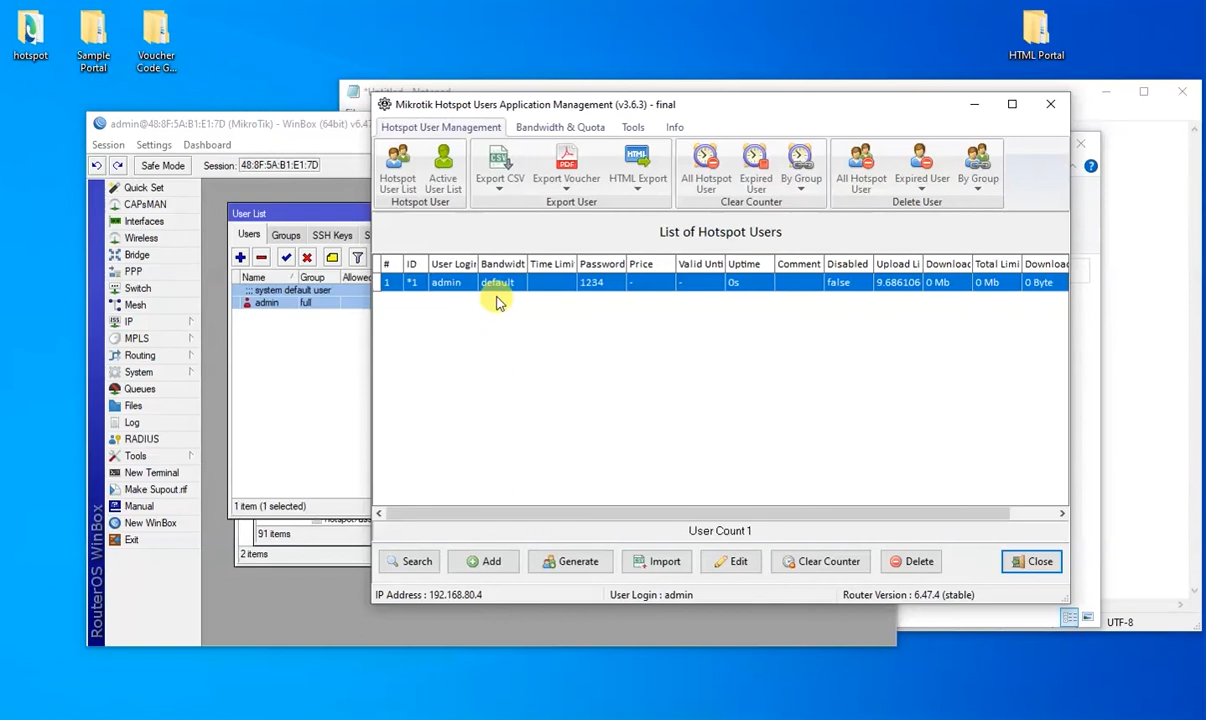 hotspot
Sample
Portal
Voucher
Code G...
HTML Portal
admin@48:8F:5A:B1:E1:7D (MikroTik) - WinBox (64bit) v6.47
Session Settings Dashboard
Safe Mode Session: 48:8F:5A:B1:E1:7D
Quick Set
CAPsMAN
Interfaces
Wireless
Bridge
PPP
Switch
Mesh
IP
MPLS
Routing
System
Queues
Files
Log
RADIUS
Tools
New Terminal
Make Supout.rif
Manual
New WinBox
Exit
RouterOS WinBox
User List
Users Groups SSH Keys S
Name Group Allowed
;;; system default user
admin full
1 item (1 selected)
91 items
2 items
Mikrotik Hotspot Users Application Management (v3.6.3) - final
Hotspot User Management Bandwidth & Quota Tools Info
Hotspot
User List
Active
User List
Export CSV
Export Voucher
HTML Export
All Hotspot
User
Expired
User
By Group
All Hotspot
User
Expired User
By Group
Hotspot User Export User Clear Counter Delete User
List of Hotspot Users
# ID User Login Bandwidt Time Limi Password Price Valid Unti Uptime Comment Disabled Upload Li Downloac Total Limi Downloac
1 *1 admin default 1234 - - 0s false 9.686106 0 Mb 0 Mb 0 Byte
User Count 1
Search Add Generate Import Edit Clear Counter Delete Close
IP Address : 192.168.80.4 User Login : admin Router Version : 6.47.4 (stable)
UTF-8